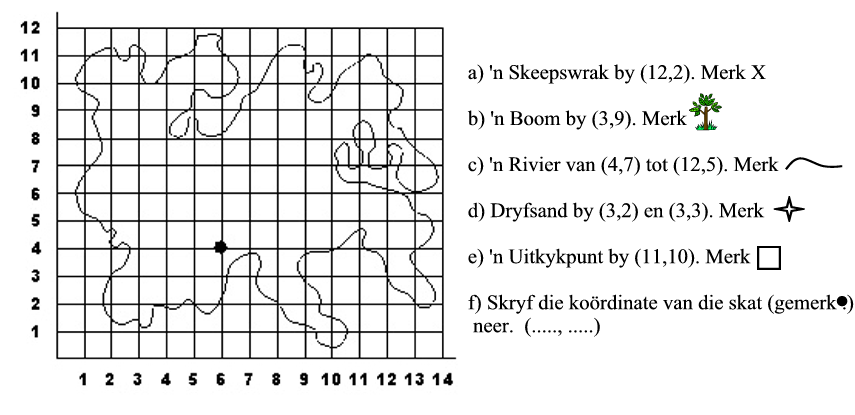 12
11
10
9
8
7
6
5
4
3
2
1
1 2 3 4 5 6 7 8 9 10 11 12 13 14
a) 'n Skeepswrak by (12,2). Merk X
b) 'n Boom by (3,9). Merk
c) 'n Rivier van (4,7) tot (12,5). Merk
d) Dryfsand by (3,2) en (3,3). Merk
e) 'n Uitkykpunt by (11,10). Merk
f) Skryf die koördinate van die skat (gemerk●)
neer. (....., .....)